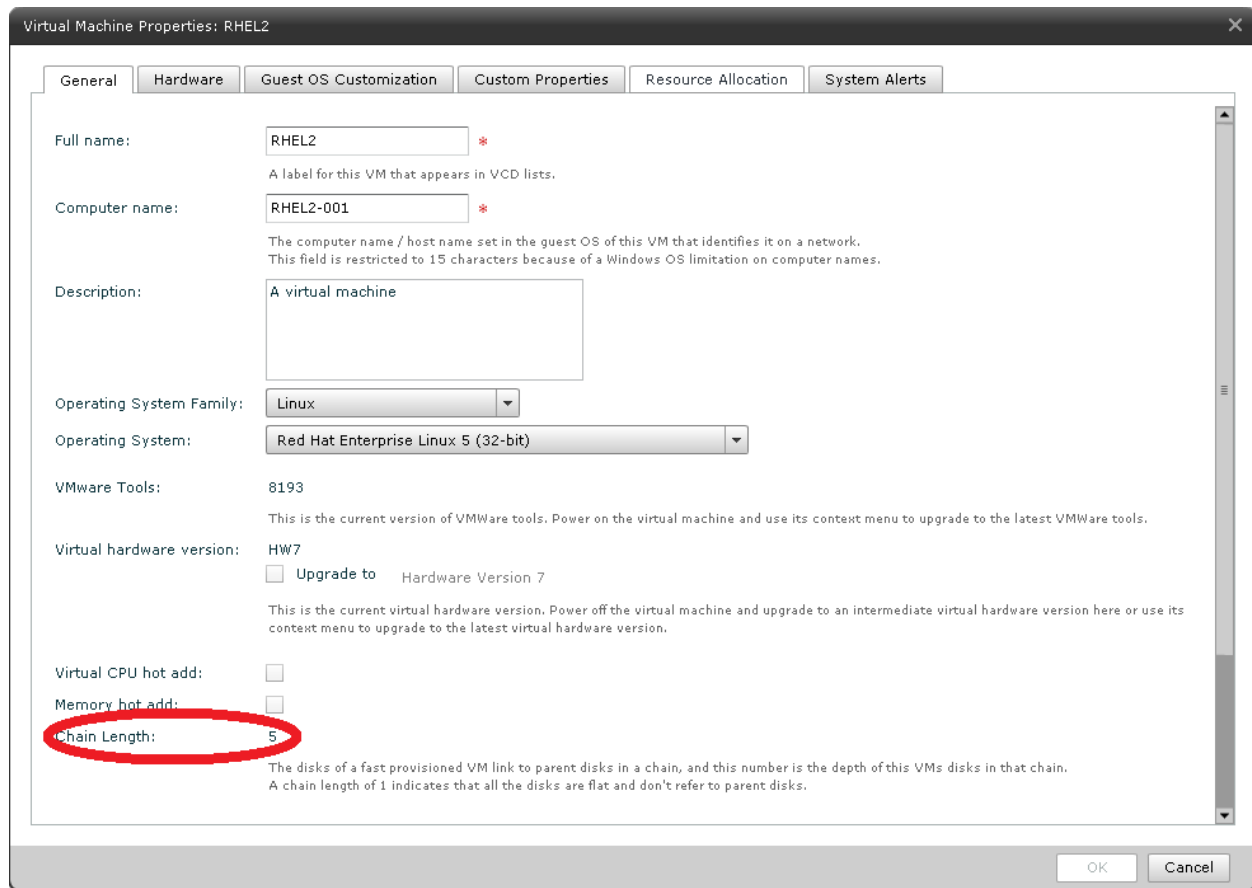 Virtual Machine Properties: RHEL2
General Hardware Guest OS Customization Custom Properties Resource Allocation System Alerts
Full name: RHEL2 *
A label for this VM that appears in VCD lists.
Computer name: RHEL2-001 *
The computer name / host name set in the guest OS of this VM that identifies it on a network.
This field is restricted to 15 characters because of a Windows OS limitation on computer names.
Description: A virtual machine
Operating System Family: Linux
Operating System: Red Hat Enterprise Linux 5 (32-bit)
VMware Tools: 8193
This is the current version of VMWare tools. Power on the virtual machine and use its context menu to upgrade to the latest VMWare tools.
Virtual hardware version: HW7
Upgrade to Hardware Version 7
This is the current virtual hardware version. Power off the virtual machine and upgrade to an intermediate virtual hardware version here or use its
context menu to upgrade to the latest virtual hardware version.
Virtual CPU hot add:
Memory hot add:
Chain Length: 5
The disks of a fast provisioned VM link to parent disks in a chain, and this number is the depth of this VMs disks in that chain.
A chain length of 1 indicates that all the disks are flat and don't refer to parent disks.
OK Cancel